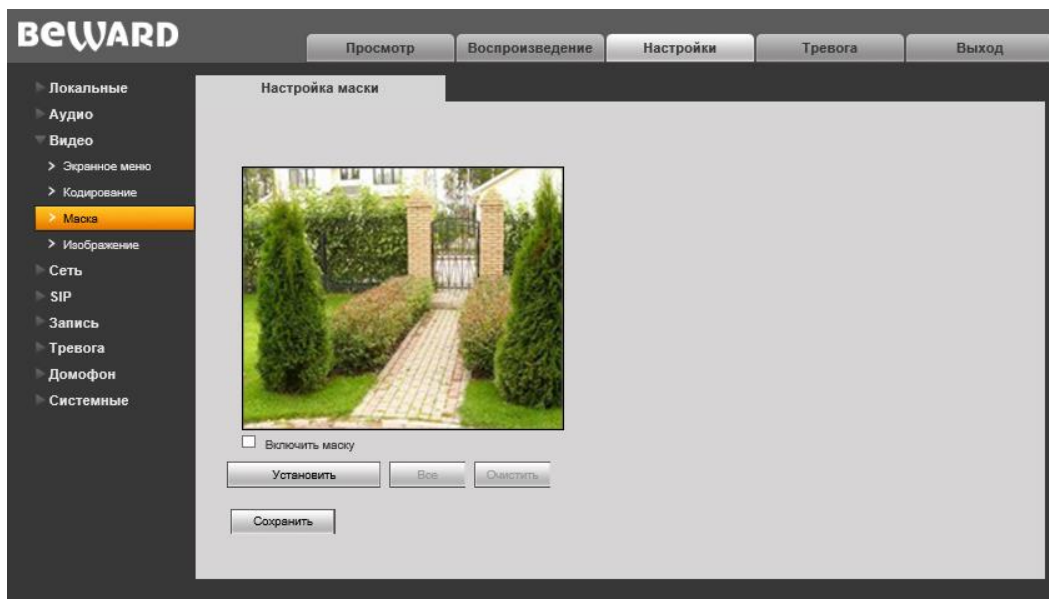 BEWARD
Просмотр
Воспроизведение
Настройки
Тревога
Выход
Локальные
Аудио
Видео
Экранное меню
Кодирование
Маска
Изображение
Сеть
SIP
Запись
Тревога
Домофон
Системные
Настройка маски
Включить маску
Установить
Все
Очистить
Сохранить